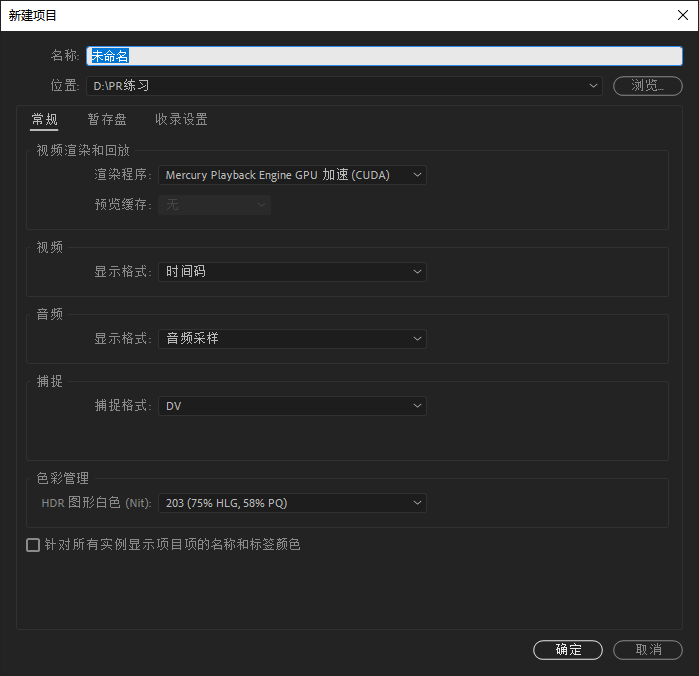 新建项目
名称: 未命名
位置: D:\PR练习 浏览...
常规 暂存盘 收录设置
视频渲染和回放
渲染程序: Mercury Playback Engine GPU 加速 (CUDA)
预览缓存: 无
视频
显示格式: 时间码
音频
显示格式: 音频采样
捕捉
捕捉格式: DV
色彩管理
HDR 图形白色 (Nit): 203 (75% HLG, 58% PQ)
针对所有实例显示项目项的名称和标签颜色
确定 取消